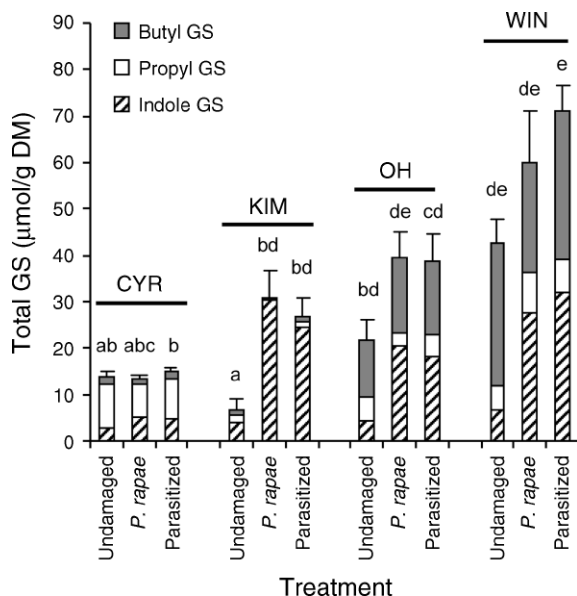 90
80
70
60
50
40
30
20
10
0
Total GS (μmol/g DM)
Butyl GS
Propyl GS
Indole GS
CYR
ab abc b
KIM
a bd bd
OH
bd de cd
WIN
de de e
Undamaged
P. rapae
Parasitized
Undamaged
P. rapae
Parasitized
Undamaged
P. rapae
Parasitized
Undamaged
P. rapae
Parasitized
Treatment